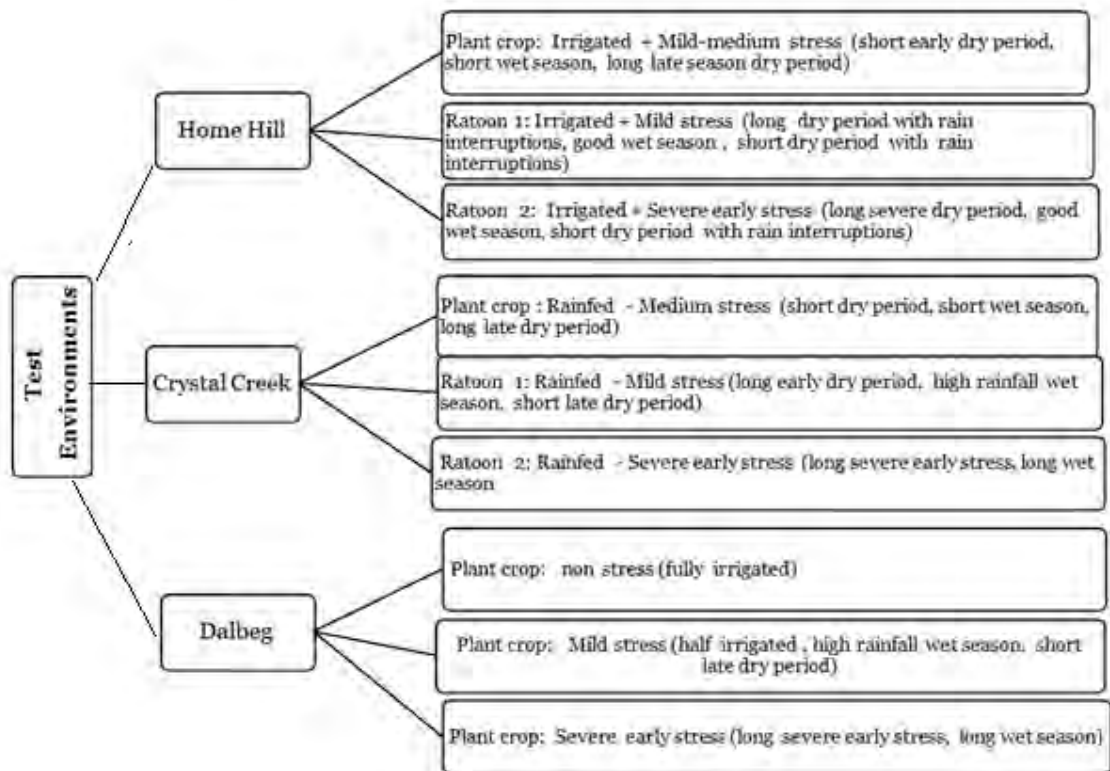 Test
Environments
Home Hill
Plant crop: Irrigated + Mild-medium stress (short early dry period,
short wet season, long late season dry period)
Ratoon 1: Irrigated + Mild stress (long dry period with rain
interruptions, good wet season , short dry period with rain
interruptions)
Ratoon 2: Irrigated + Severe early stress (long severe dry period, good
wet season, short dry period with rain interruptions)
Crystal Creek
Plant crop : Rainfed - Medium stress (short dry period, short wet season,
long late dry period)
Ratoon 1: Rainfed - Mild stress (long early dry period, high rainfall wet
season, short late dry period)
Ratoon 2: Rainfed - Severe early stress (long severe early stress, long wet
season
Dalbeg
Plant crop: non stress (fully irrigated)
Plant crop: Mild stress (half irrigated , high rainfall wet season, short
late dry period)
Plant crop: Severe early stress (long severe early stress, long wet season)